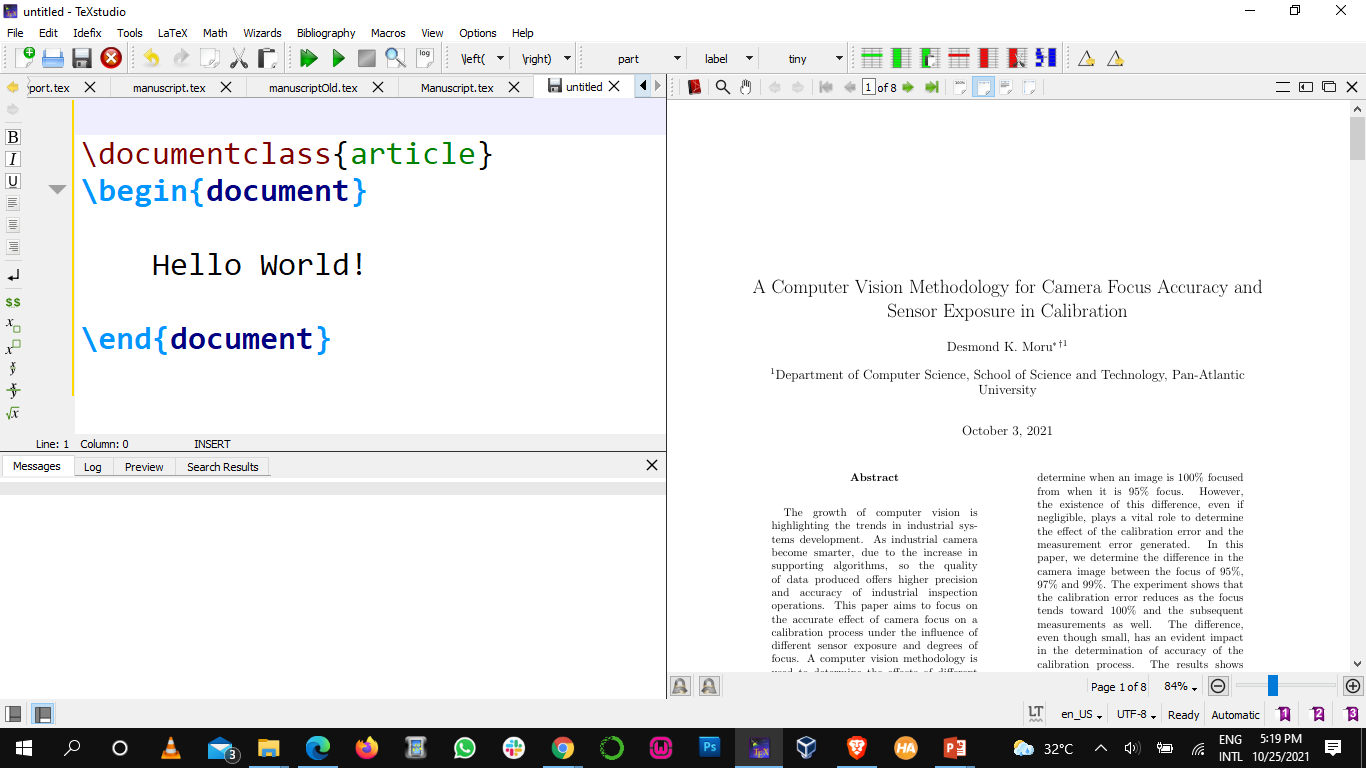 untitled - TeXstudio
File Edit Idefix Tools LaTeX Math Wizards Bibliography Macros View Options Help
\left( \right) part label tiny
port.tex manuscript.tex manuscriptOld.tex Manuscript.tex untitled
1 of 8
\documentclass{article}
\begin{document}
Hello World!
\end{document}
Line: 1 Column: 0 INSERT
Messages Log Preview Search Results
A Computer Vision Methodology for Camera Focus Accuracy and
Sensor Exposure in Calibration
Desmond K. Moru*†1
1Department of Computer Science, School of Science and Technology, Pan-Atlantic
University
October 3, 2021
Abstract
The growth of computer vision is
highlighting the trends in industrial sys-
tems development. As industrial camera
become smarter, due to the increase in
supporting algorithms, so the quality
of data produced offers higher precision
and accuracy of industrial inspection
operations. This paper aims to focus on
the accurate effect of camera focus on a
calibration process under the influence of
different sensor exposure and degrees of
focus. A computer vision methodology is
used to determine the effects of different
determine when an image is 100% focused
from when it is 95% focus. However,
the existence of this difference, even if
negligible, plays a vital role to determine
the effect of the calibration error and the
measurement error generated. In this
paper, we determine the difference in the
camera image between the focus of 95%,
97% and 99%. The experiment shows that
the calibration error reduces as the focus
tends toward 100% and the subsequent
measurements as well. The difference,
even though small, has an evident impact
in the determination of accuracy of the
calibration process. The results shows
Page 1 of 8 84%
LT en_US UTF-8 Ready Automatic 1 2 3
3 32°C ENG 5:19 PM
INTL 10/25/2021